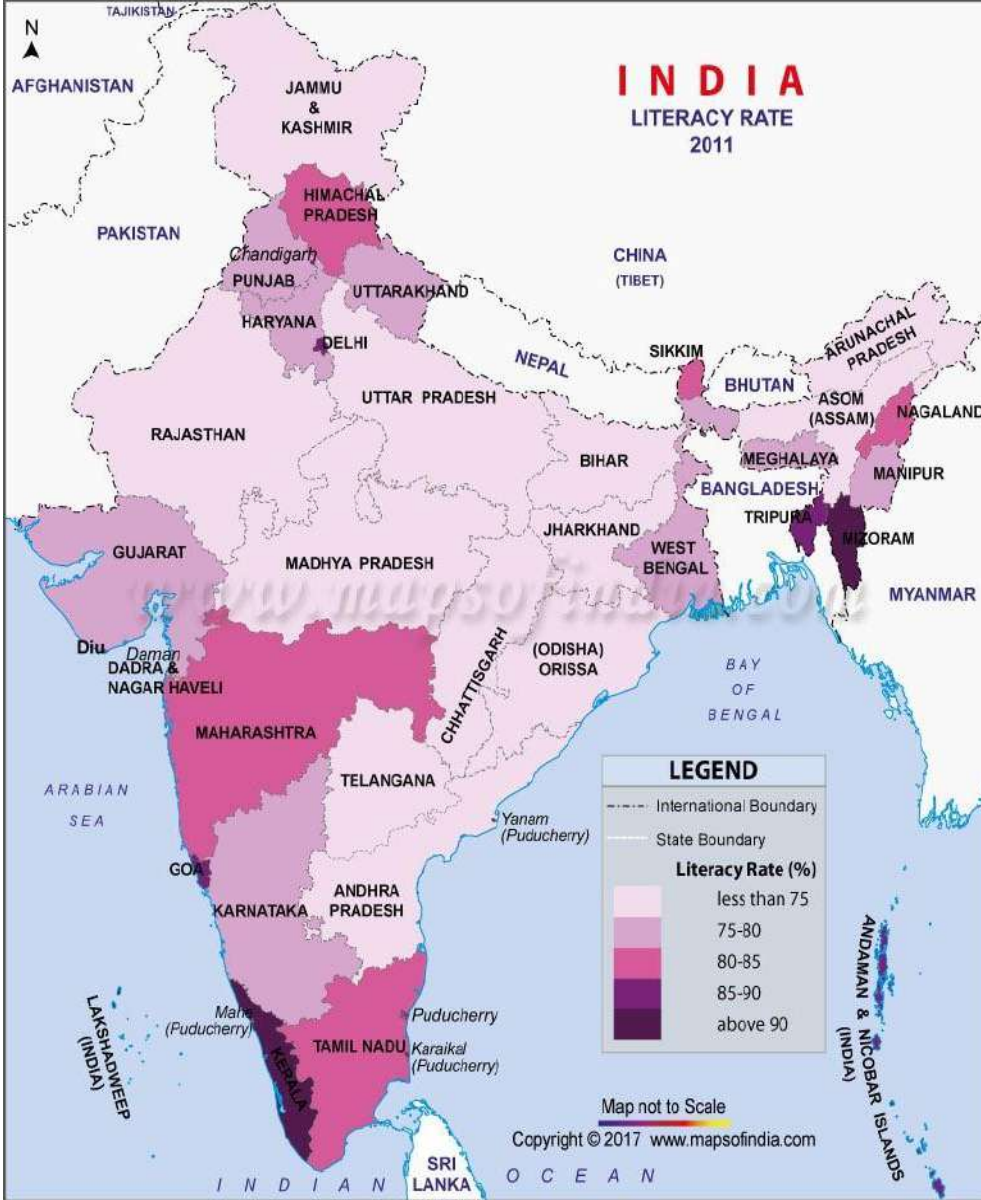 INDIA
LITERACY RATE
2011
N
TAJIKISTAN
AFGHANISTAN
JAMMU
&
KASHMIR
HIMACHAL
PRADESH
PAKISTAN
CHINA
(TIBET)
Chandigarh
PUNJAB
UTTARAKHAND
HARYANA
DELHI
NEPAL
SIKKIM
ARUNACHAL
PRADESH
BHUTAN
UTTAR PRADESH
ASOM
(ASSAM)
NAGALAND
RAJASTHAN
BIHAR
MEGHALAYA
MANIPUR
BANGLADESH
TRIPURA
MIZORAM
JHARKHAND
GUJARAT
MADHYA PRADESH
WEST
BENGAL
www.mapsofindia.com
MYANMAR
Diu
Daman
DADRA &
NAGAR HAVELI
CHHATTISGARH
(ODISHA)
ORISSA
BAY
OF
BENGAL
MAHARASHTRA
TELANGANA
ARABIAN
SEA
Yanam
(Puducherry)
GOA
KARNATAKA
ANDHRA
PRADESH
LEGEND
International Boundary
State Boundary
Literacy Rate (%)
less than 75
75-80
80-85
85-90
above 90
LAKSHADWEEP
(INDIA)
Mahe
(Puducherry)
Puducherry
KERALA
TAMIL NADU
Karaikal
(Puducherry)
ANDAMAN & NICOBAR ISLANDS
(INDIA)
Map not to Scale
Copyright © 2017 www.mapsofindia.com
SRI
LANKA
INDIAN OCEAN